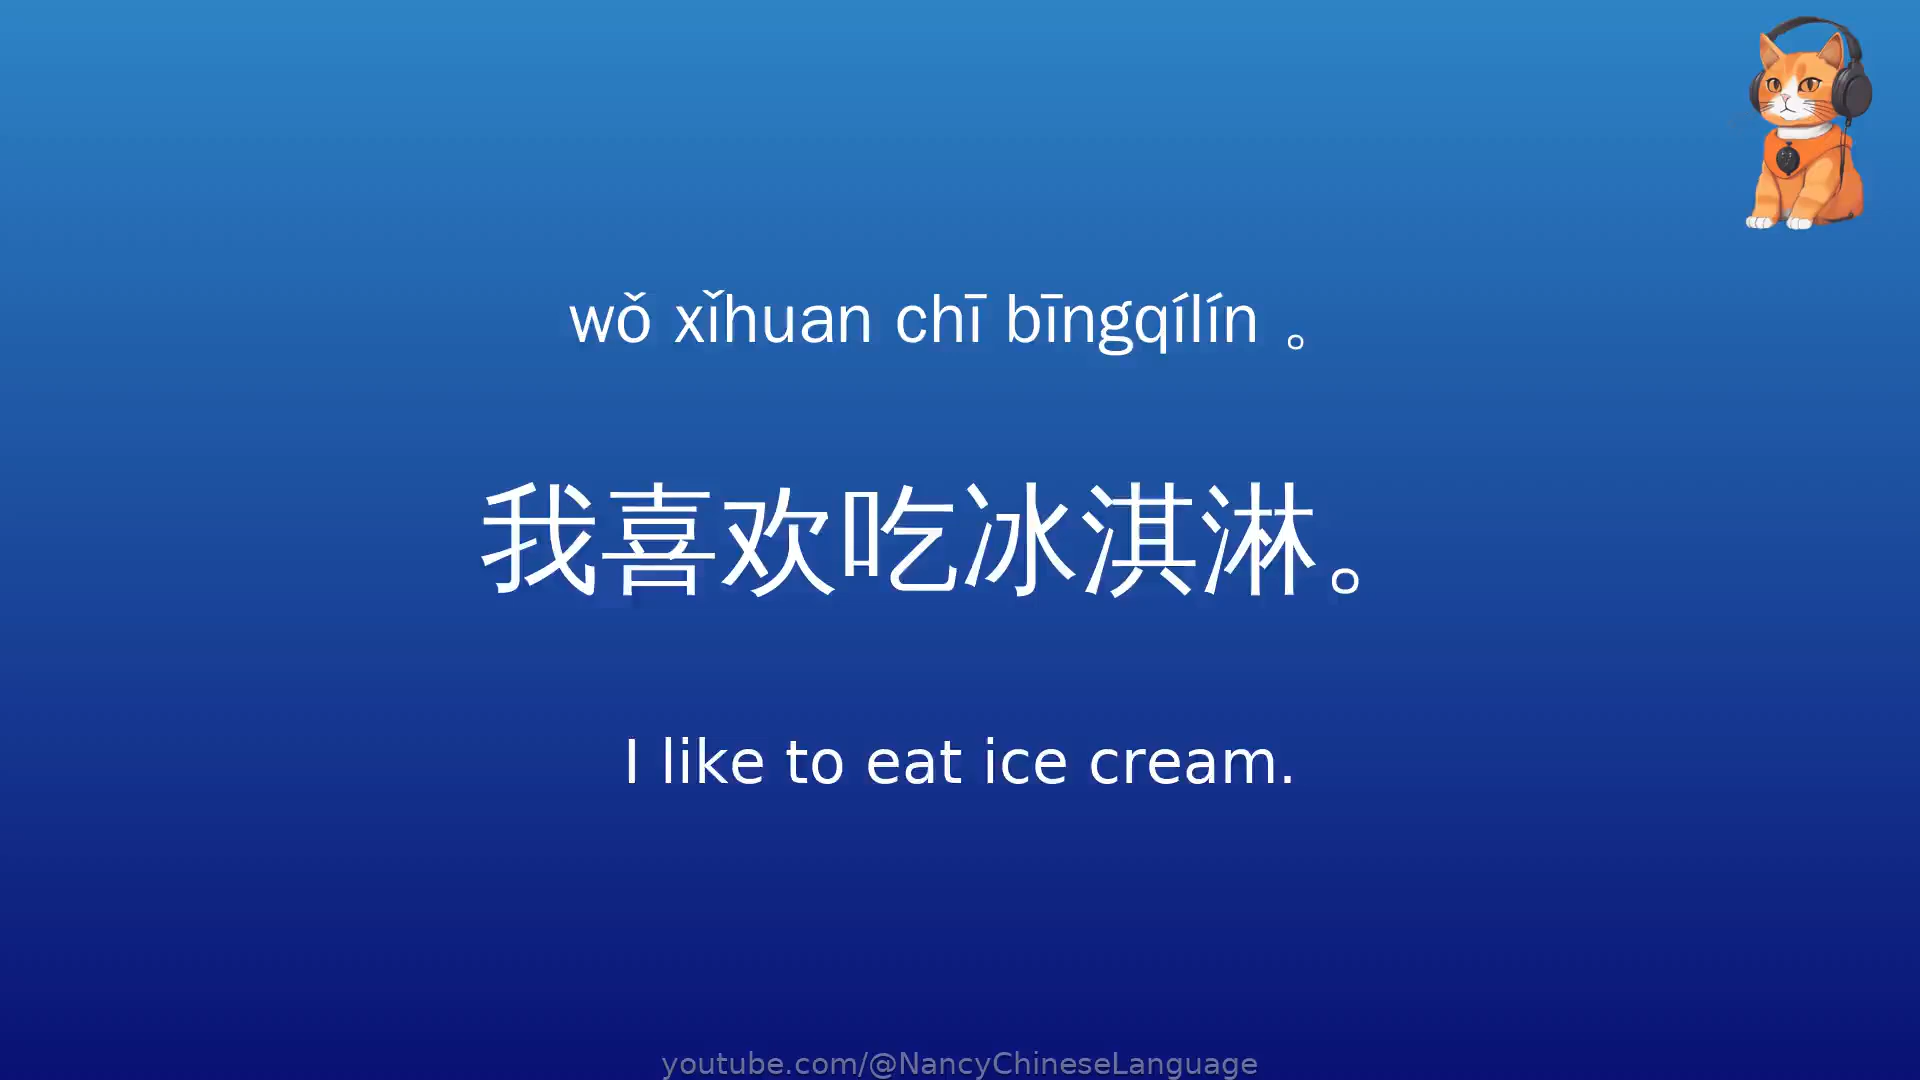 wǒ xǐhuan chī bīngqílín 。
我喜欢吃冰淇淋。
I like to eat ice cream.
youtube.com/@NancyChineseLanguage